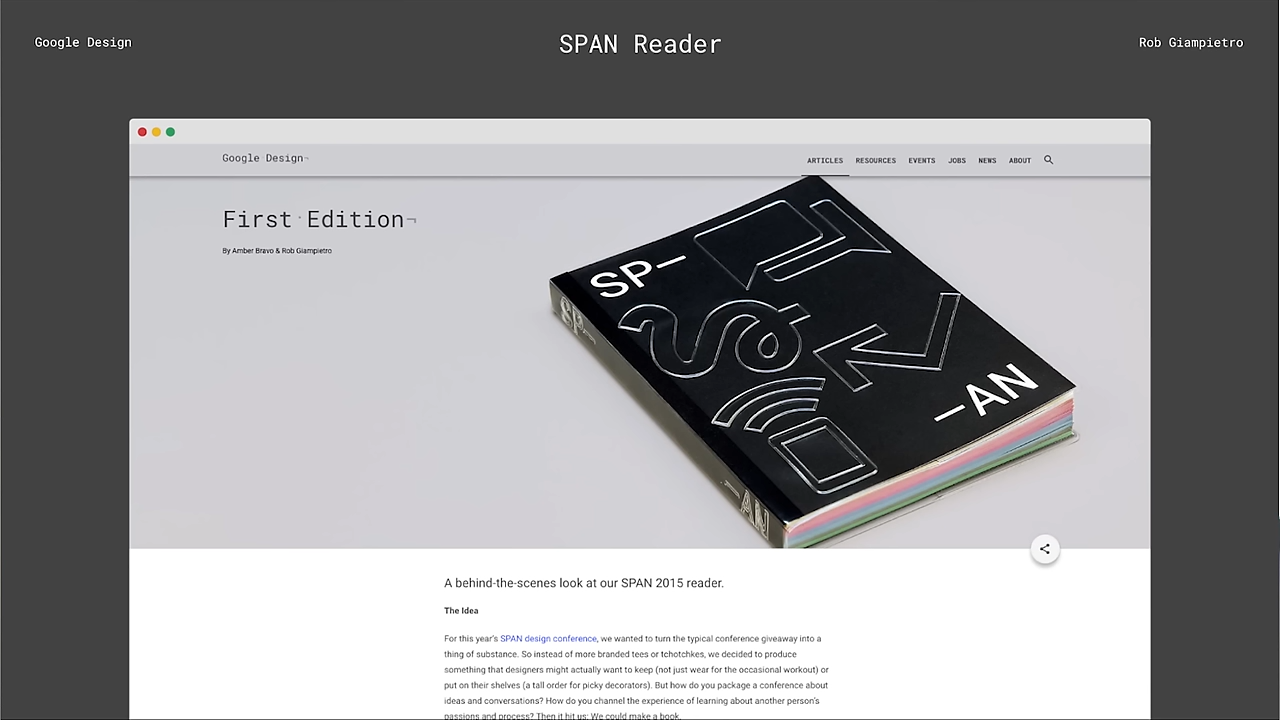 Google Design
SPAN Reader
Rob Giampietro
Google Design¬
ARTICLES RESOURCES EVENTS JOBS NEWS ABOUT
First·Edition¬
By Amber Bravo & Rob Giampietro
SP—
—AN
SP—
—AN
A behind-the-scenes look at our SPAN 2015 reader.
The Idea
For this year's SPAN design conference, we wanted to turn the typical conference giveaway into a
thing of substance. So instead of more branded tees or tchotchkes, we decided to produce
something that designers might actually want to keep (not just wear for the occasional workout) or
put on their shelves (a tall order for picky decorators). But how do you package a conference about
ideas and conversations? How do you channel the experience of learning about another person's
passions and process? Then it hit us: We could make a book.